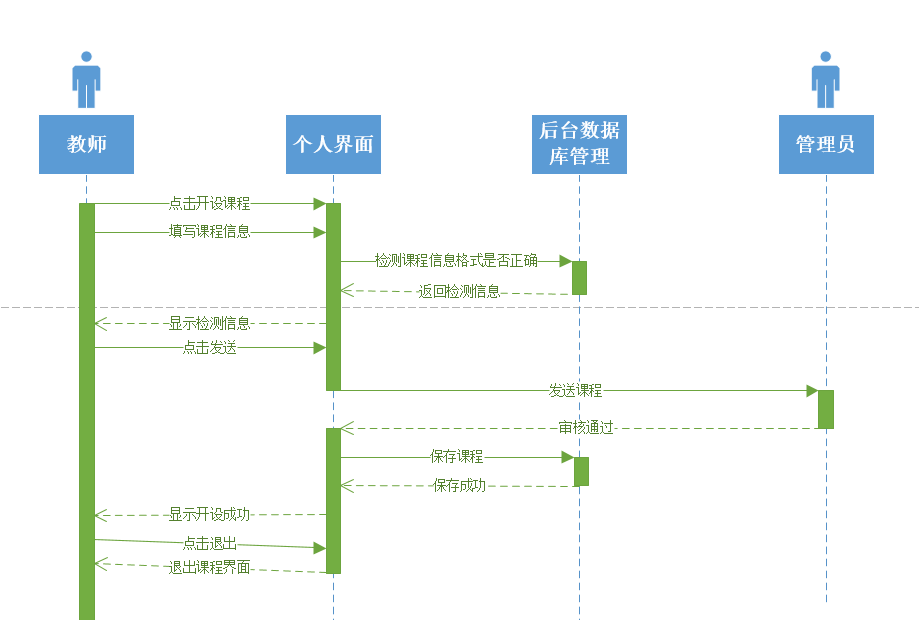 教师
个人界面
后台数据
库管理
管理员
点击开设课程
填写课程信息
检测课程信息格式是否正确
返回检测信息
显示检测信息
点击发送
发送课程
审核通过
保存课程
保存成功
显示开设成功
点击退出
退出课程界面